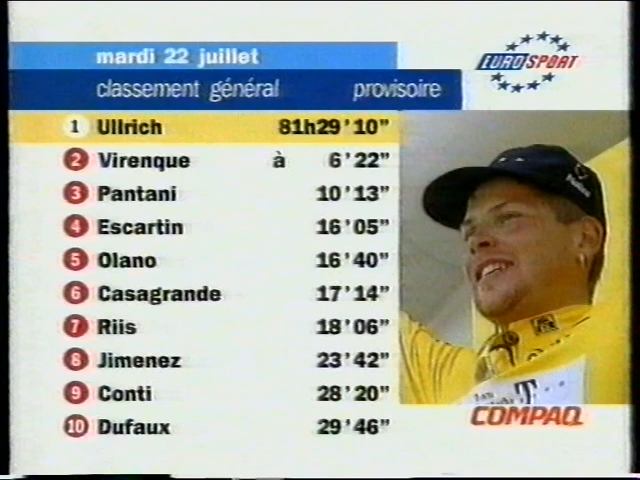 mardi 22 juillet
EUROSPORT
classement général provisoire
1 Ullrich 81h29'10"
2 Virenque à 6'22"
3 Pantani 10'13"
4 Escartin 16'05"
5 Olano 16'40"
6 Casagrande 17'14"
7 Riis 18'06"
8 Jimenez 23'42"
9 Conti 28'20"
10 Dufaux 29'46"
T
COMPAQ